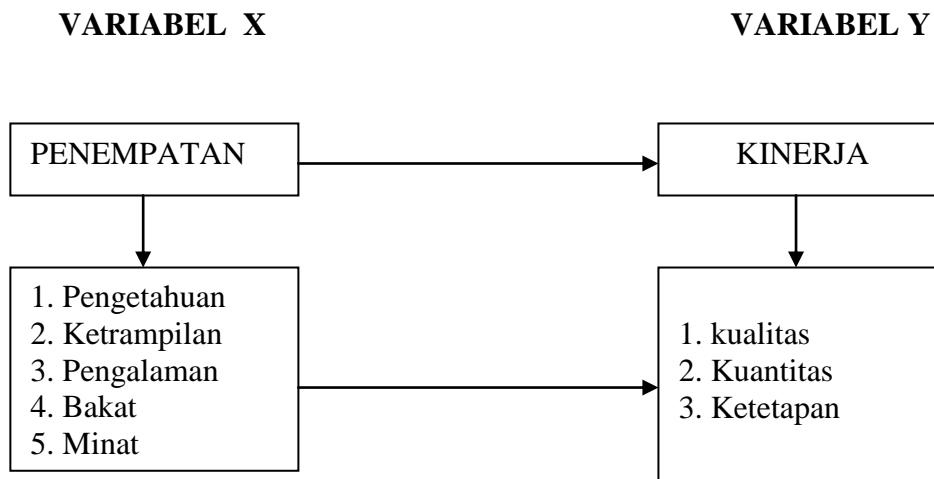 VARIABEL X
VARIABEL Y
PENEMPATAN
KINERJA
1. Pengetahuan
2. Ketrampilan
3. Pengalaman
4. Bakat
5. Minat
1. kualitas
2. Kuantitas
3. Ketetapan